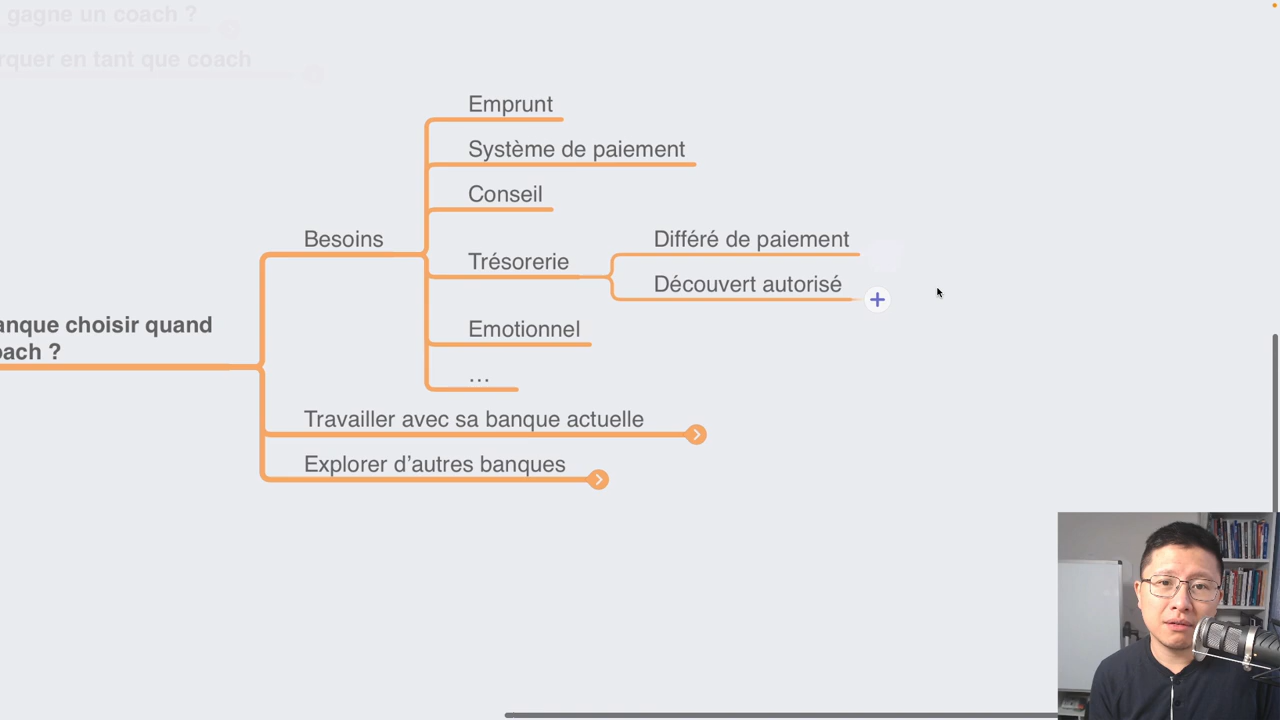 gagne un coach ?
rquer en tant que coach
Emprunt
Système de paiement
Conseil
Besoins
Différé de paiement
Trésorerie
Découvert autorisé
Emotionnel
anque choisir quand
oach ?
...
Travailler avec sa banque actuelle
Explorer d’autres banques